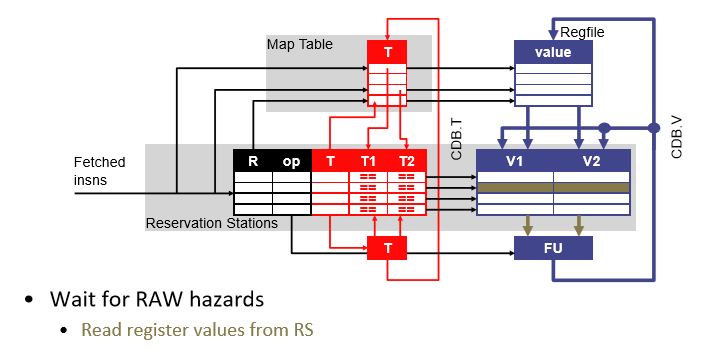 Map Table
T
Regfile
value
CDB.T
CDB.V
Fetched
insns
R op T T1 T2
V1 V2
== ==
== ==
== ==
== ==
Reservation Stations
T
FU
• Wait for RAW hazards
• Read register values from RS